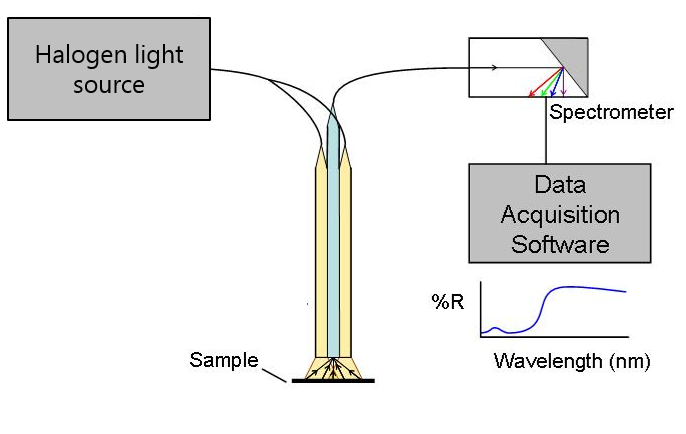 Halogen light
source
Spectrometer
Data
Acquisition
Software
%R
Sample
Wavelength (nm)